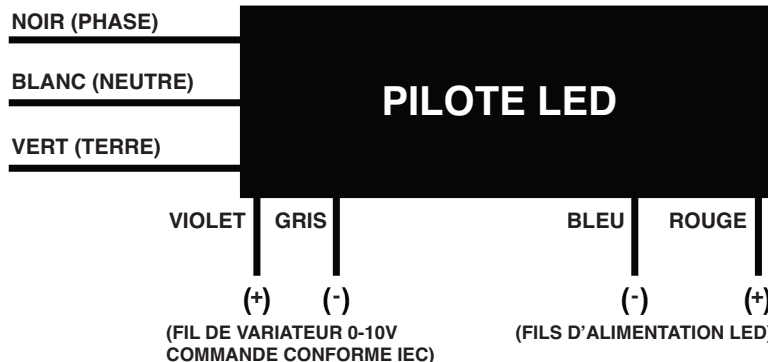 NOIR (PHASE)
BLANC (NEUTRE)
PILOTE LED
VERT (TERRE)
VIOLET GRIS BLEU ROUGE
(+) (-) (-) (+)
(FIL DE VARIATEUR 0-10V
COMMANDE CONFORME IEC)
(FILS D'ALIMENTATION LED)